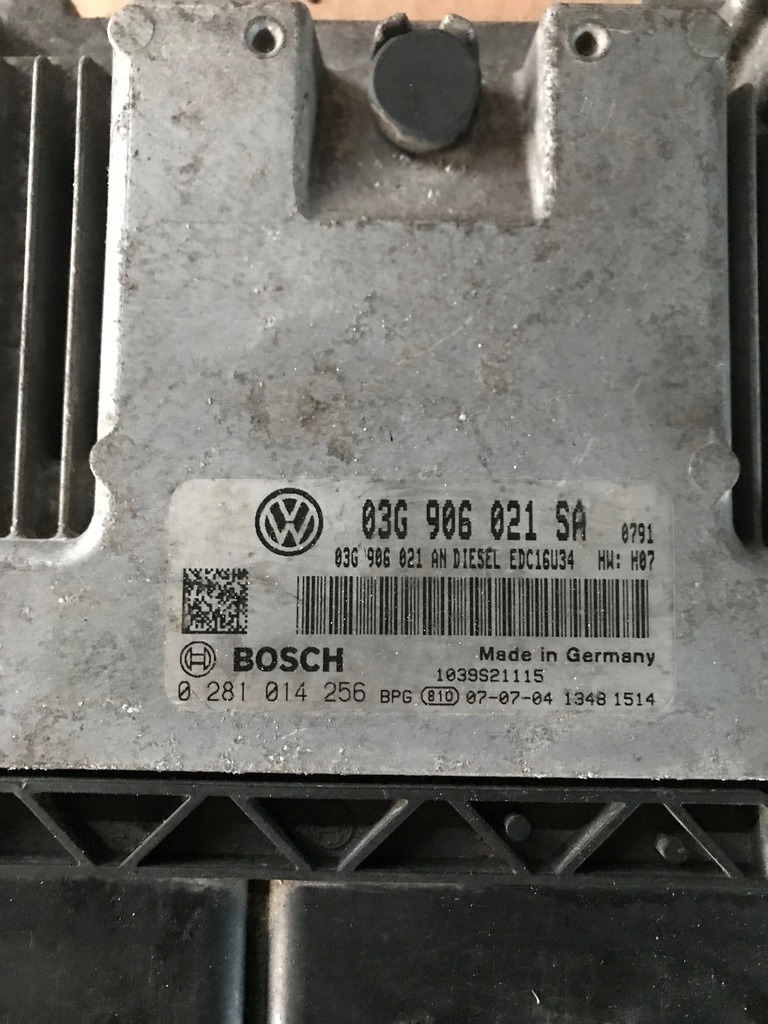 03G 906 021 SA 0791
03G 906 021 AN DIESEL EDC16U34 HW: H07
BOSCH Made in Germany
1039S21115
0 281 014 256 BPG 810 07-07-04 1348 1514